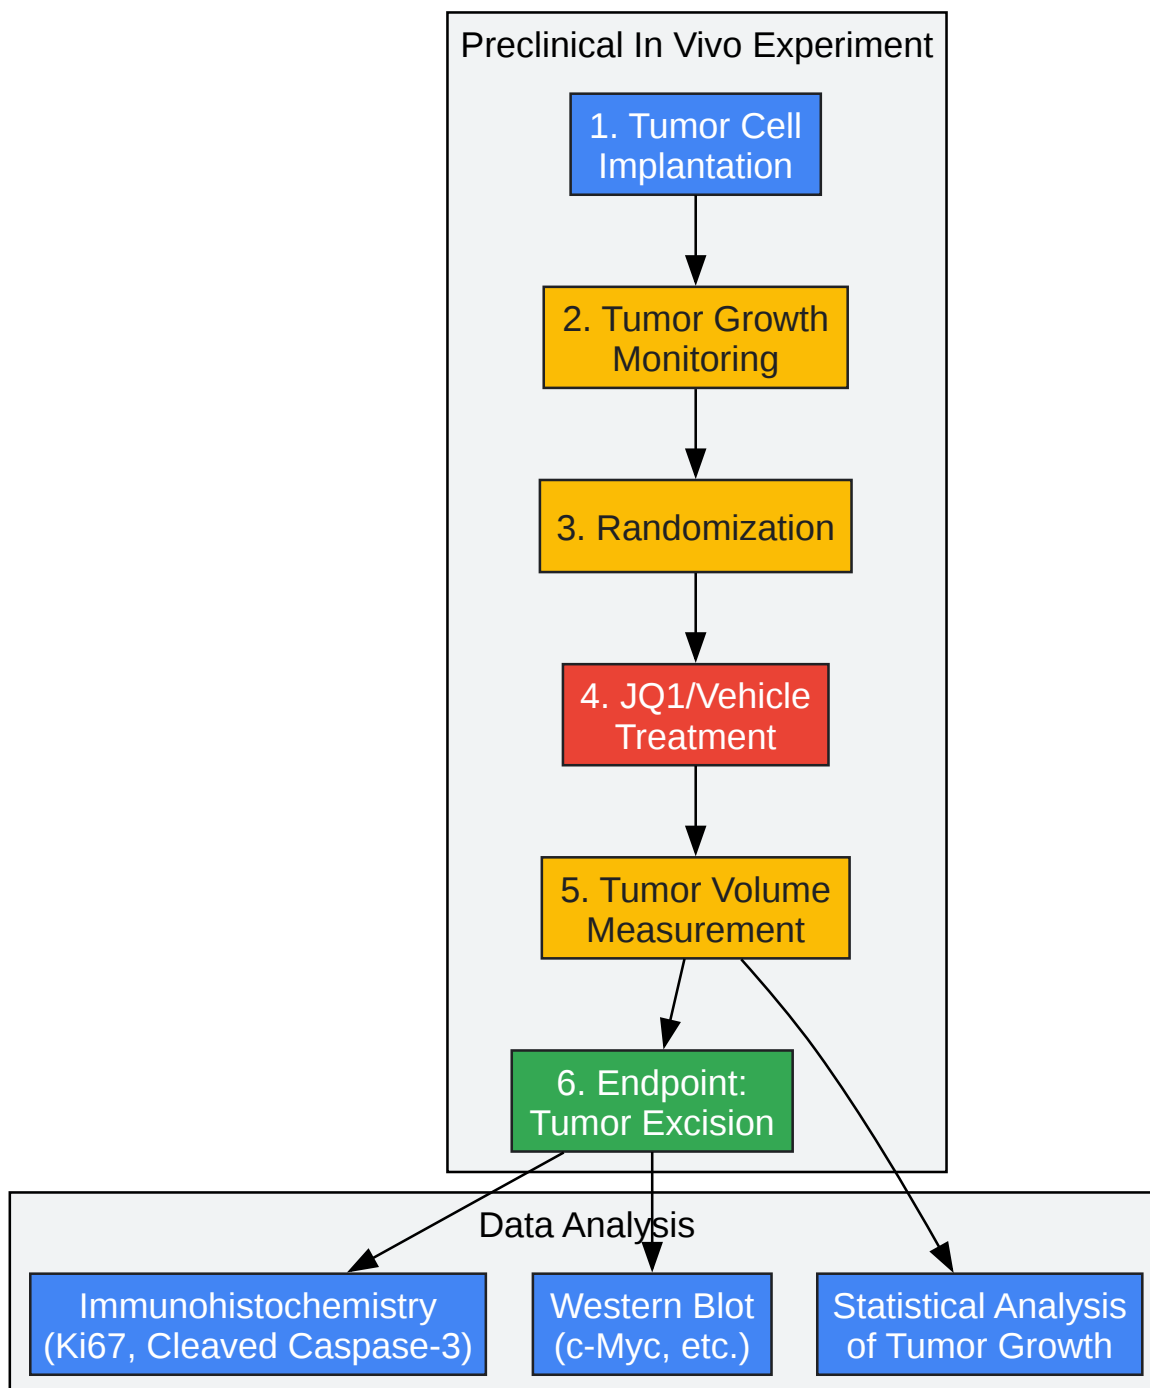 Preclinical In Vivo Experiment
1. Tumor Cell
Implantation
2. Tumor Growth
Monitoring
3. Randomization
4. JQ1/Vehicle
Treatment
5. Tumor Volume
Measurement
6. Endpoint:
Tumor Excision
Data Analysis
Immunohistochemistry
(Ki67, Cleaved Caspase-3)
Western Blot
(c-Myc, etc.)
Statistical Analysis
of Tumor Growth